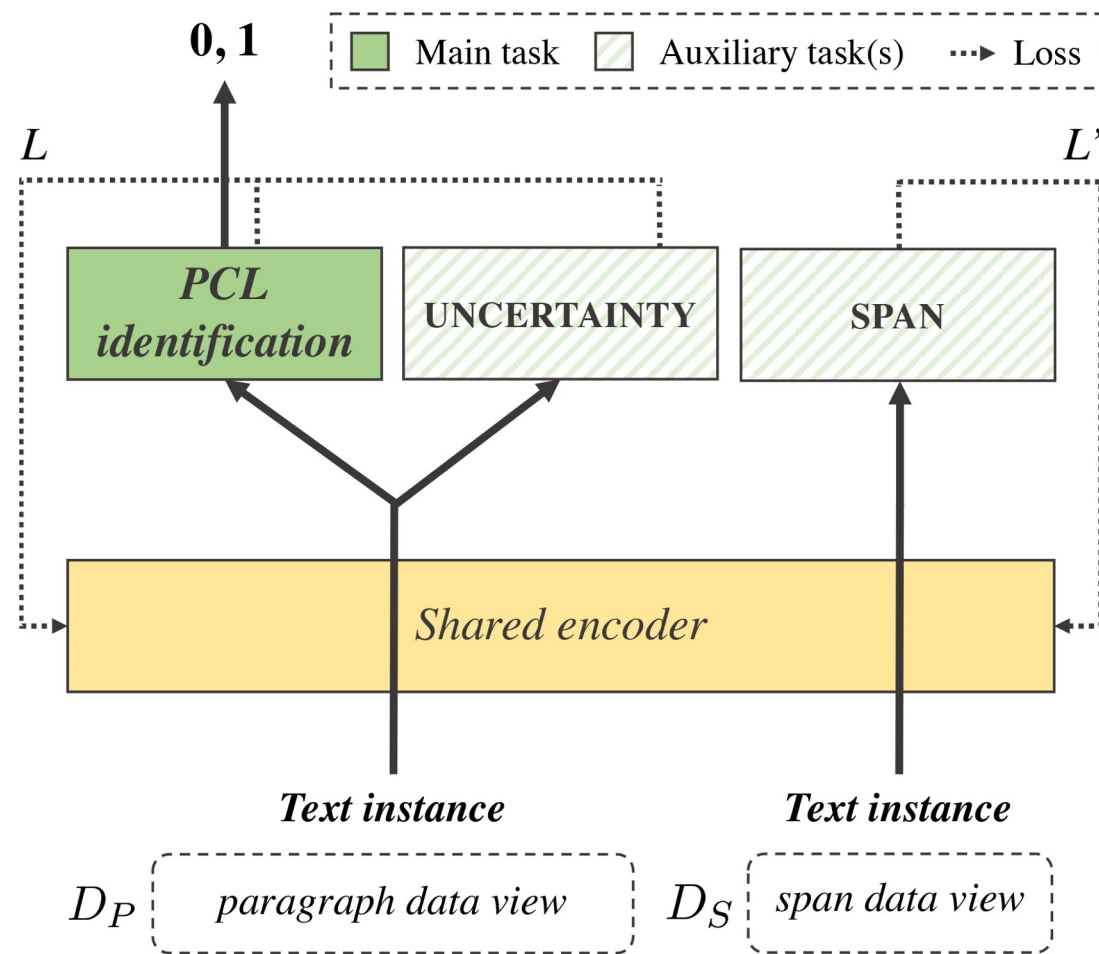 0, 1
Main task
Auxiliary task(s)
Loss
L
L'
PCL
identification
UNCERTAINTY
SPAN
Shared encoder
Text instance
Text instance
D_P
paragraph data view
D_S
span data view